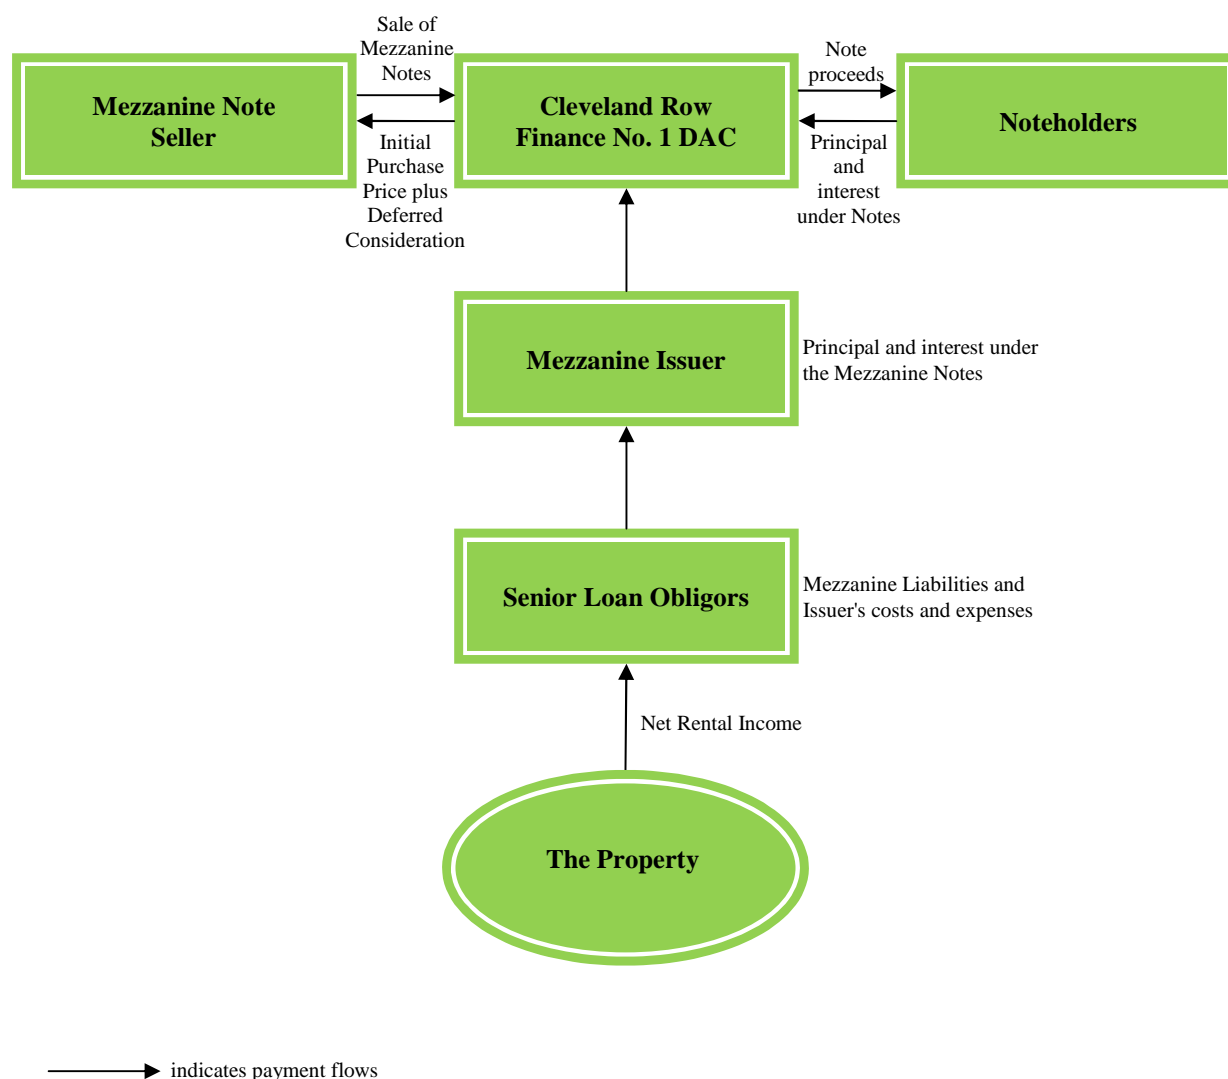 Sale of
Mezzanine
Notes
Note
proceeds
Mezzanine Note
Seller
Cleveland Row
Finance No. 1 DAC
Noteholders
Initial
Purchase
Price plus
Deferred
Consideration
Principal
and
interest
under Notes
Mezzanine Issuer
Principal and interest under
the Mezzanine Notes
Senior Loan Obligors
Mezzanine Liabilities and
Issuer's costs and expenses
Net Rental Income
The Property
indicates payment flows